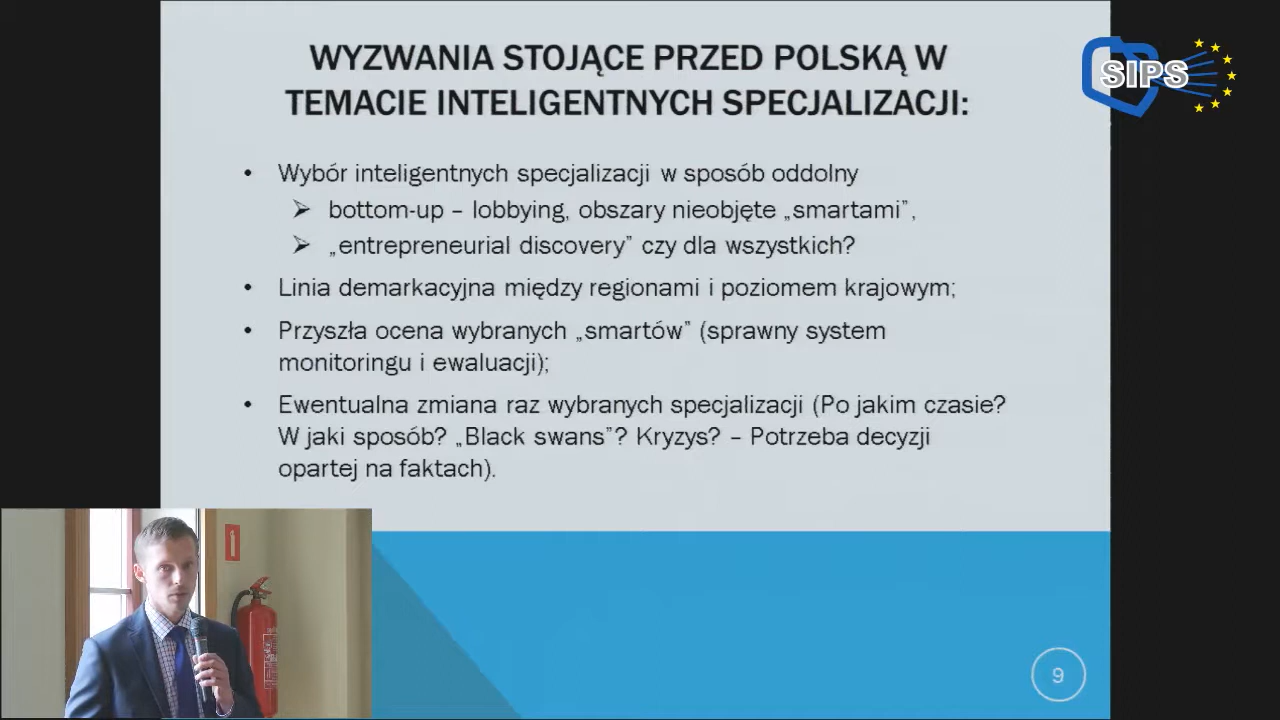 WYZWANIA STOJĄCE PRZED POLSKĄ W
TEMACIE INTELIGENTNYCH SPECJALIZACJI:
SIPS
• Wybór inteligentnych specjalizacji w sposób oddolny
➢ bottom-up – lobbying, obszary nieobjęte „smartami”,
➢ „entrepreneurial discovery” czy dla wszystkich?
• Linia demarkacyjna między regionami i poziomem krajowym;
• Przyszła ocena wybranych „smartów” (sprawny system
monitoringu i ewaluacji);
• Ewentualna zmiana raz wybranych specjalizacji (Po jakim czasie?
W jaki sposób? „Black swans”? Kryzys? – Potrzeba decyzji
opartej na faktach).
9